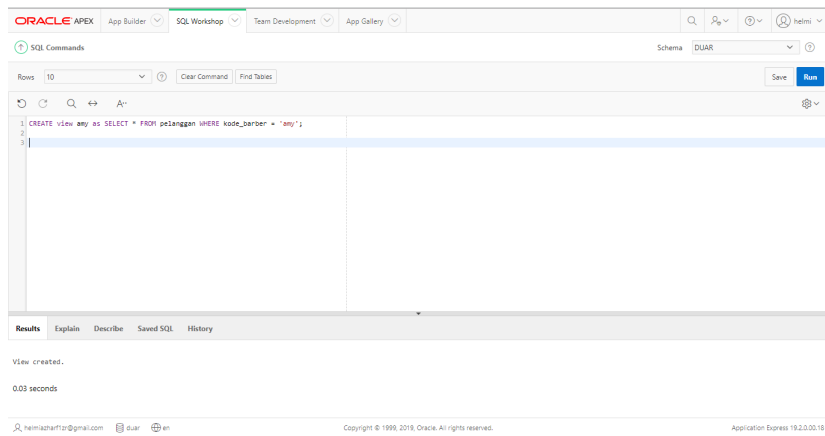 ORACLE APEX App Builder SQL Workshop Team Development App Gallery helmi
SQL Commands Schema DUAR
Rows 10 Clear Command Find Tables Save Run
A
1 CREATE view amy as SELECT * FROM pelanggan WHERE kode_barber = 'amy';
2
3
Results Explain Describe Saved SQL History
View created.
0.03 seconds
helmiazharf1zr@gmail.com duar en Copyright © 1999, 2019, Oracle. All rights reserved. Application Express 19.2.0.00.18